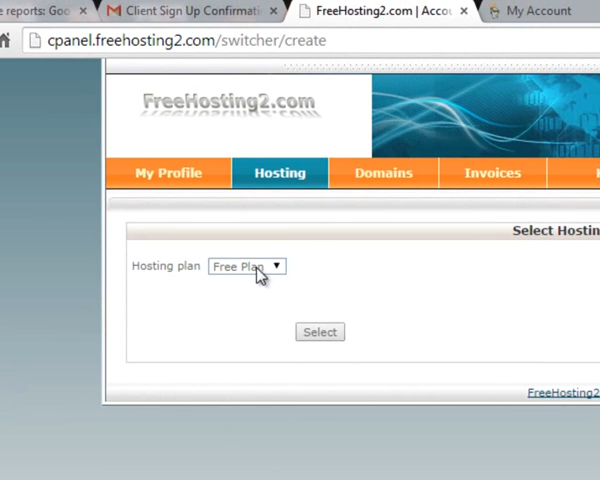 e reports: Goo
Client Sign Up Confirmati
FreeHosting2.com | Accou
My Account
cpanel.freehosting2.com/switcher/create
FreeHosting2.com
My Profile
Hosting
Domains
Invoices
Select Hostin
Hosting plan
Free Plan
Select
FreeHosting2